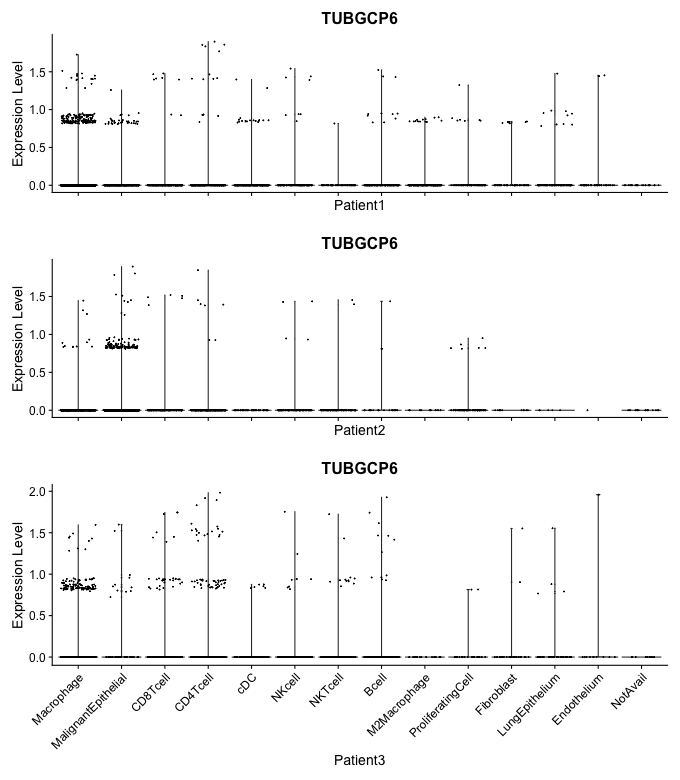 TUBGCP6
Expression Level
1.5
1.0
0.5
0.0
Patient1
TUBGCP6
Expression Level
1.5
1.0
0.5
0.0
Patient2
TUBGCP6
Expression Level
2.0
1.5
1.0
0.5
0.0
Macrophage
MalignantEpithelial
CD8Tcell
CD4Tcell
cDC
NKcell
NKTcell
Bcell
M2Macrophage
ProliferatingCell
Fibroblast
LungEpithelium
Endothelium
NotAvail
Patient3